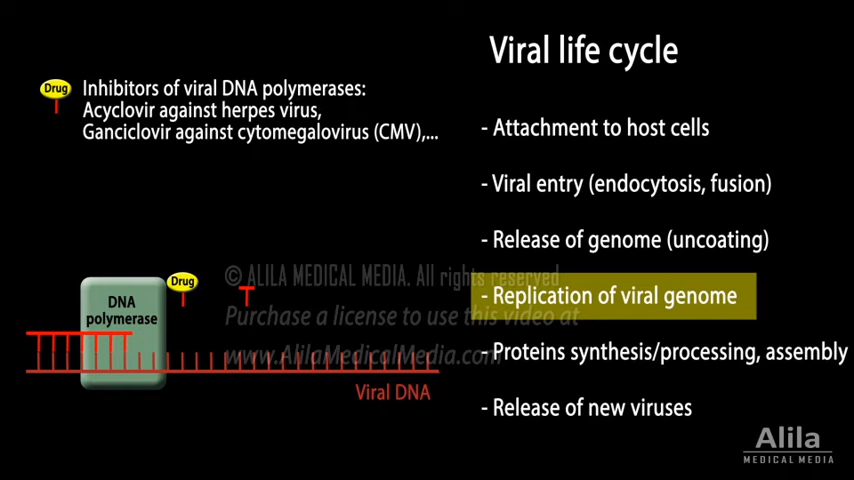 Viral life cycle
Drug
Inhibitors of viral DNA polymerases:
Acyclovir against herpes virus,
Ganciclovir against cytomegalovirus (CMV),...
- Attachment to host cells
- Viral entry (endocytosis, fusion)
- Release of genome (uncoating)
- Replication of viral genome
- Proteins synthesis/processing, assembly
- Release of new viruses
DNA
polymerase
Drug
Viral DNA
© ALILA MEDICAL MEDIA. All rights reserved
Purchase a license to use this video at
www.AlilaMedicalMedia.com
Alila
MEDICAL MEDIA